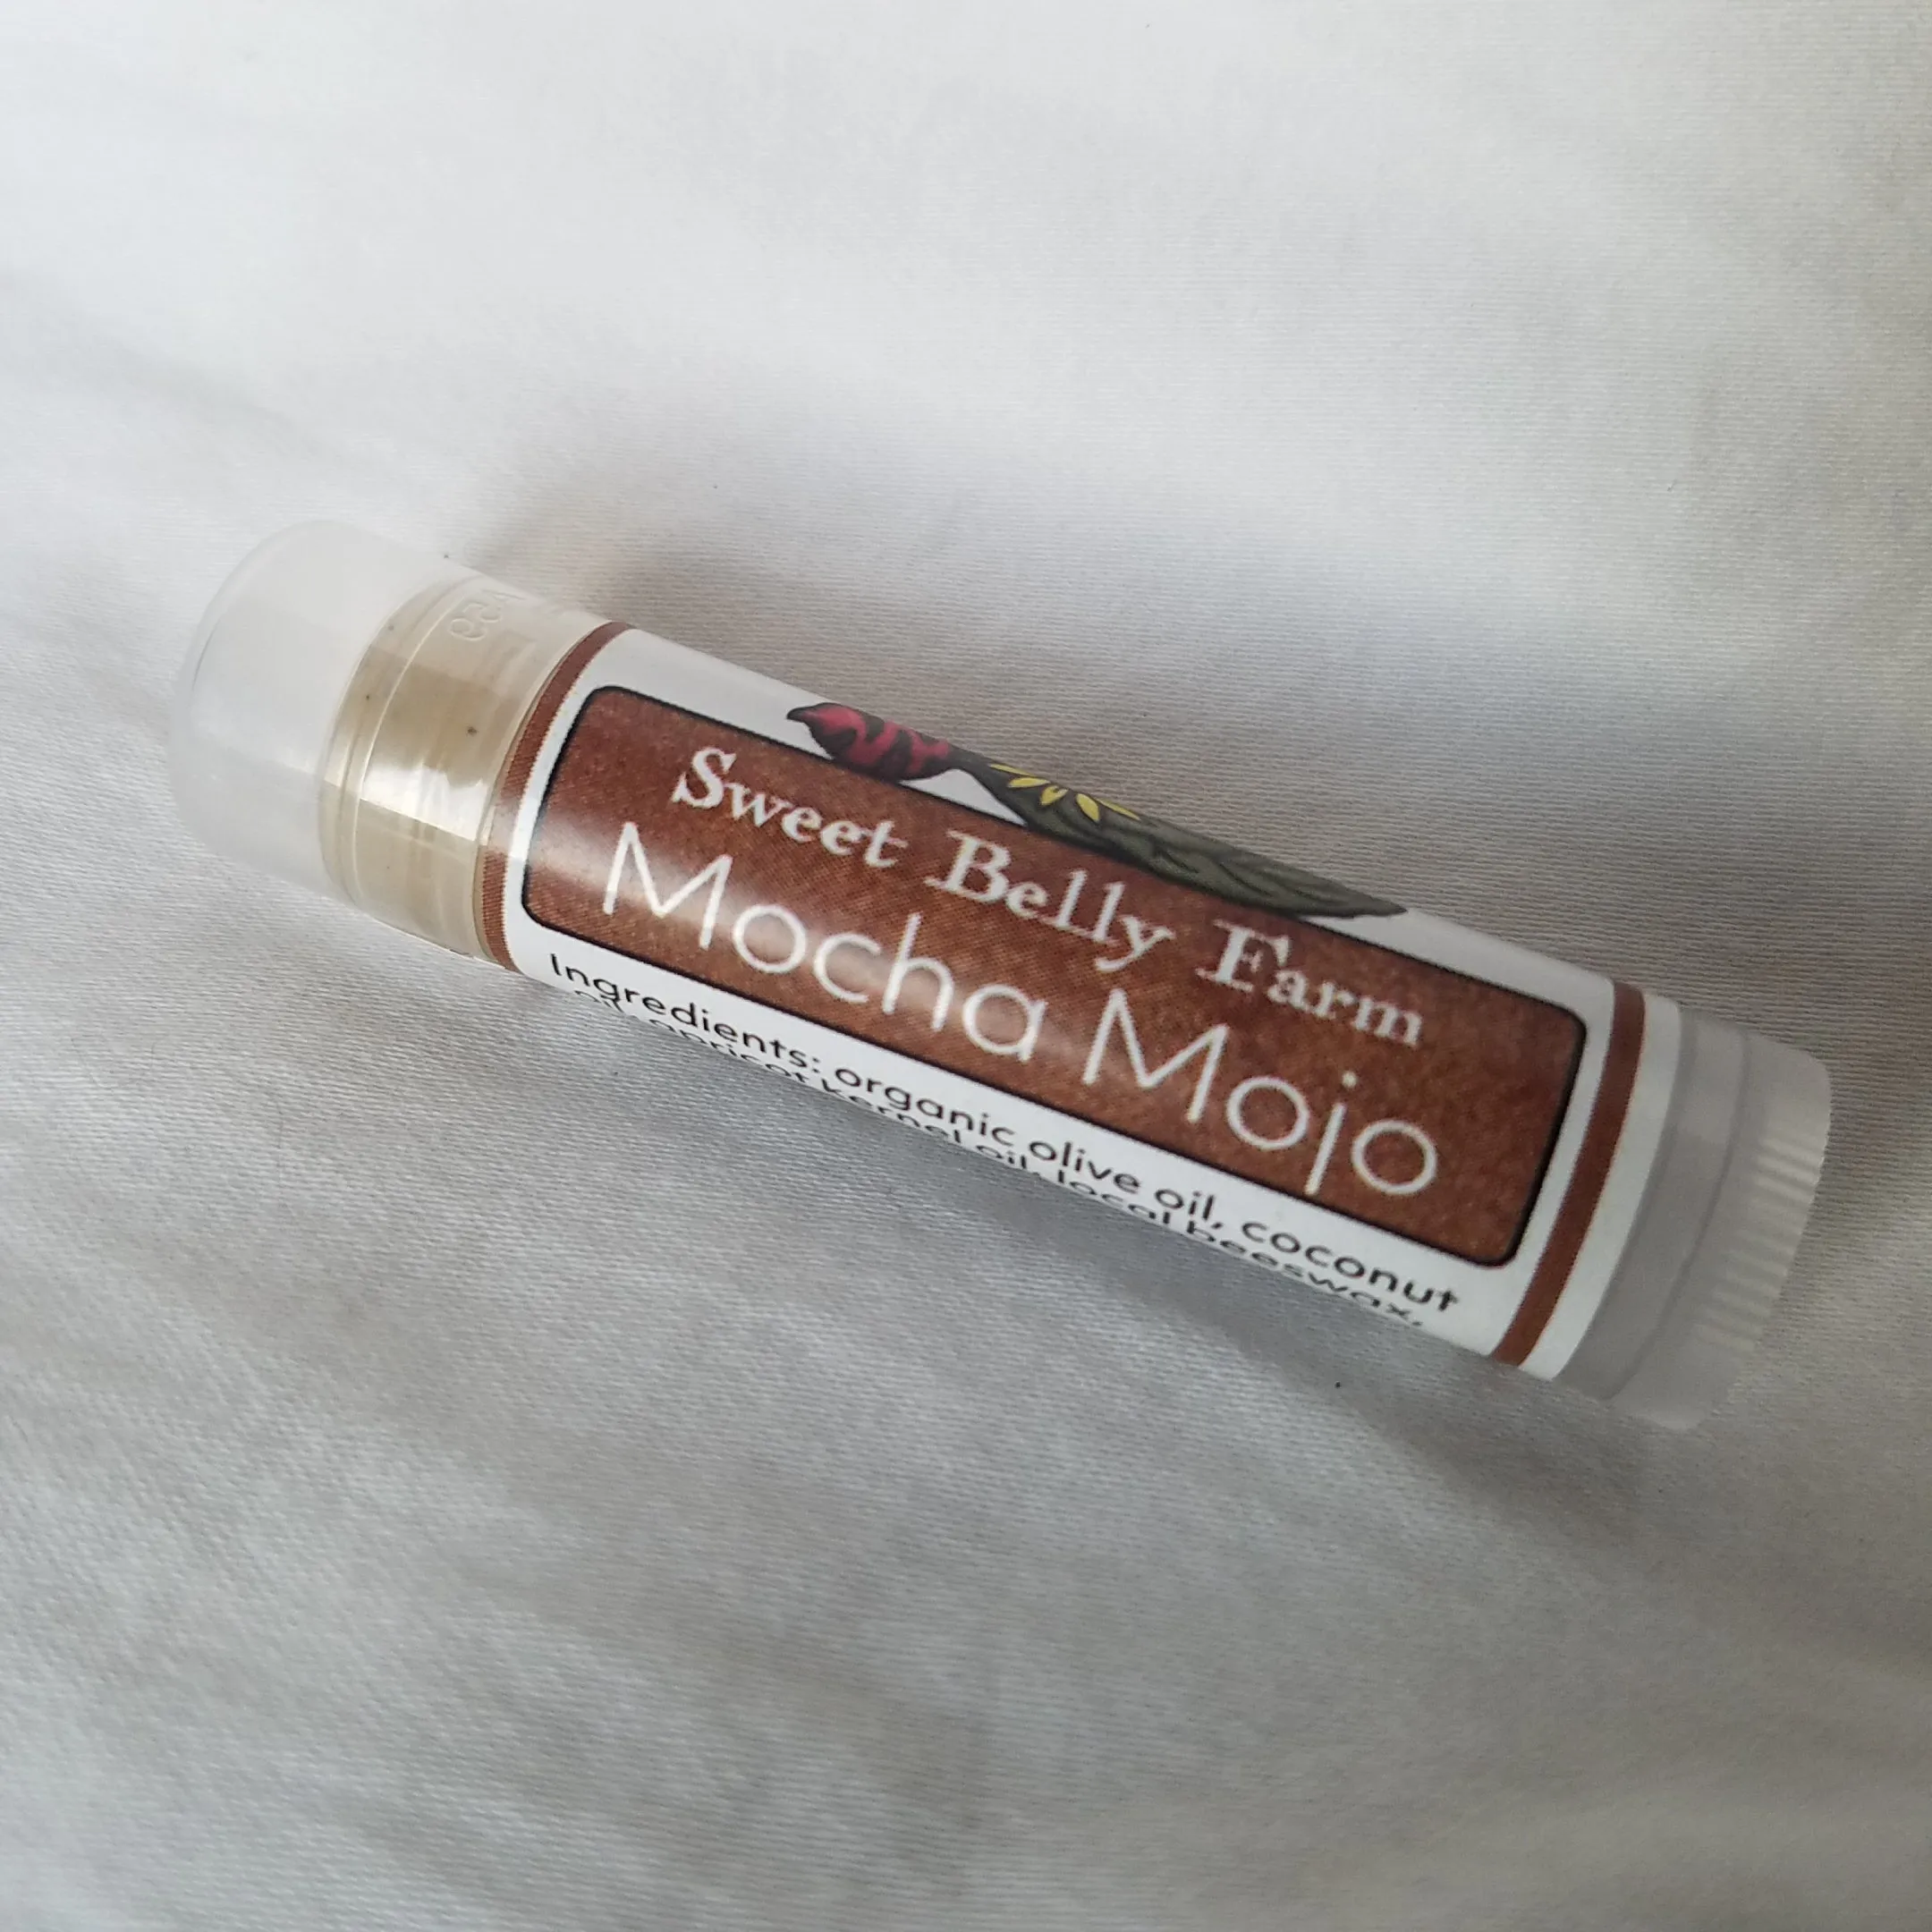 Sweet Belly Farm
Mocha Mojo
Ingredients: organic olive oil, coconut
oil, apricot kernel oil, local beeswax,